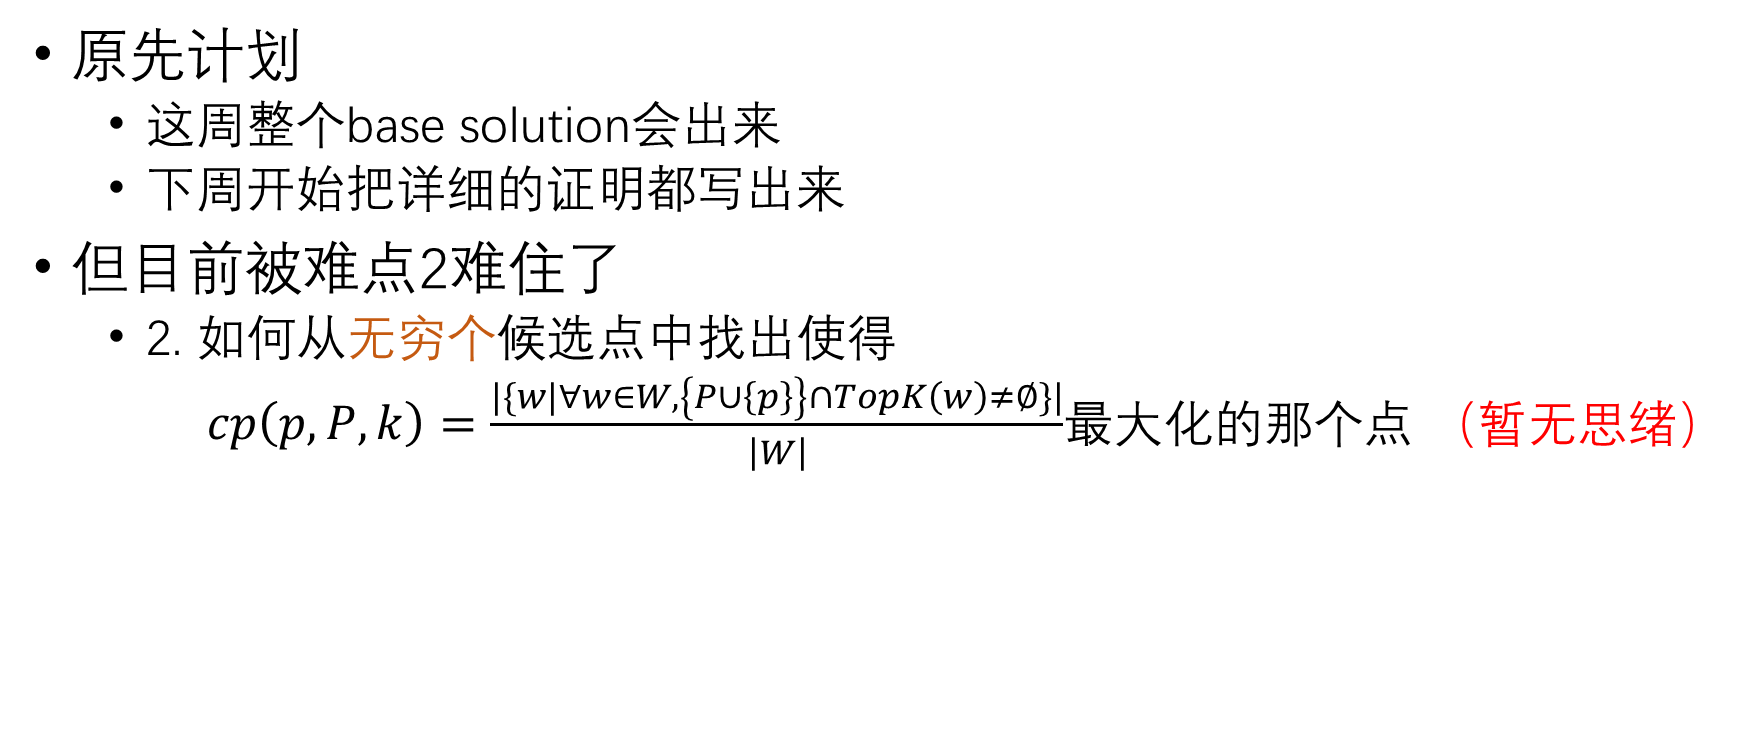 • 原先计划
• 这周整个base solution会出来
• 下周开始把详细的证明都写出来
• 但目前被难点2难住了
• 2. 如何从无穷个候选点中找出使得
cp(p, P, k) = |{w|∀w∈W,{P∪{p}}∩TopK(w)≠∅}| / |W| 最大化的那个点 （暂无思绪）